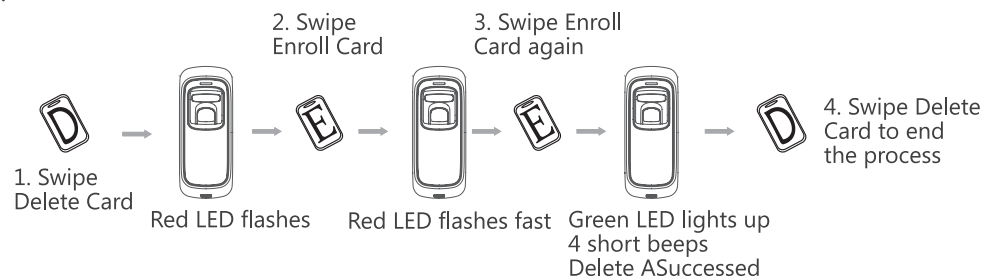 2. Swipe
Enroll Card
3. Swipe Enroll
Card again
D
E
E
D
4. Swipe Delete
Card to end
the process
1. Swipe
Delete Card
Red LED flashes
Red LED flashes fast
Green LED lights up
4 short beeps
Delete ASuccessed